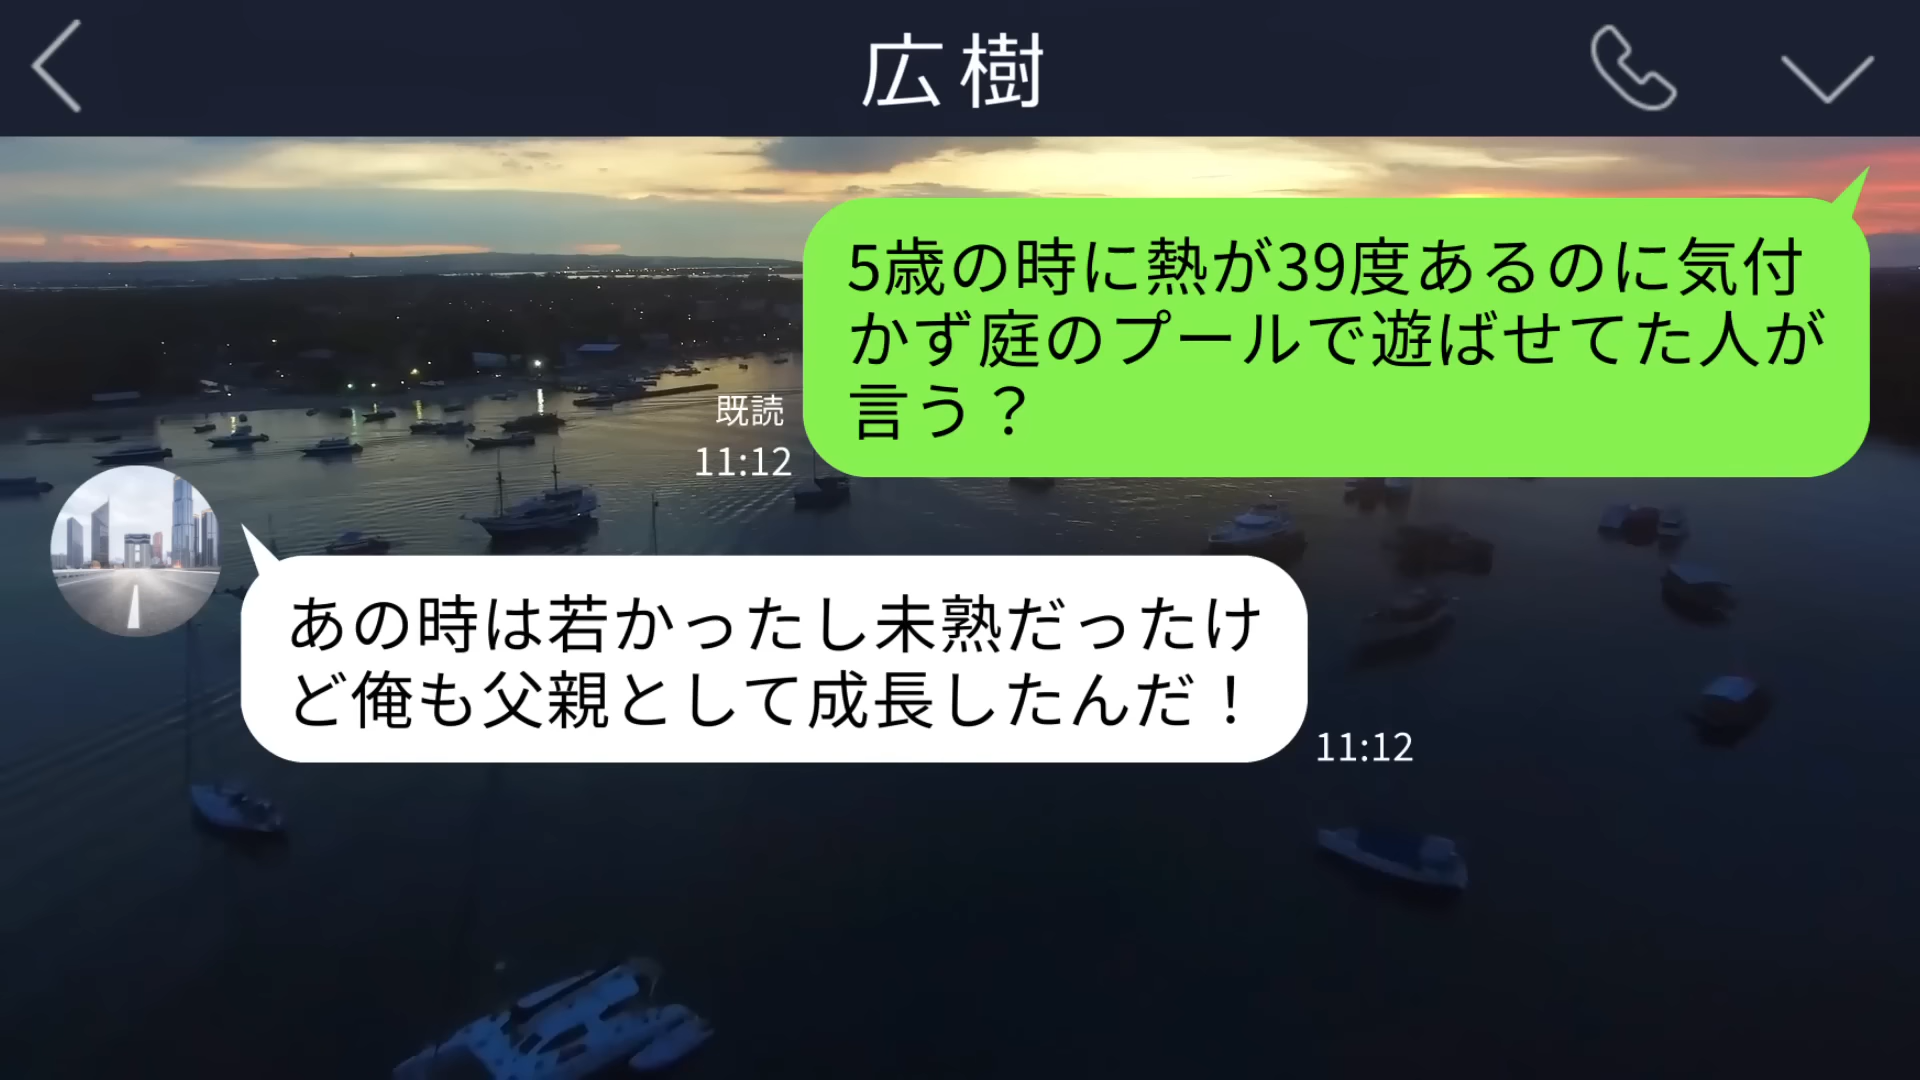 広樹
5歳の時に熱が39度あるのに気付
かず庭のプールで遊ばせてた人が
言う？
既読
11:12
あの時は若かったし未熟だったけ
ど俺も父親として成長したんだ！
11:12